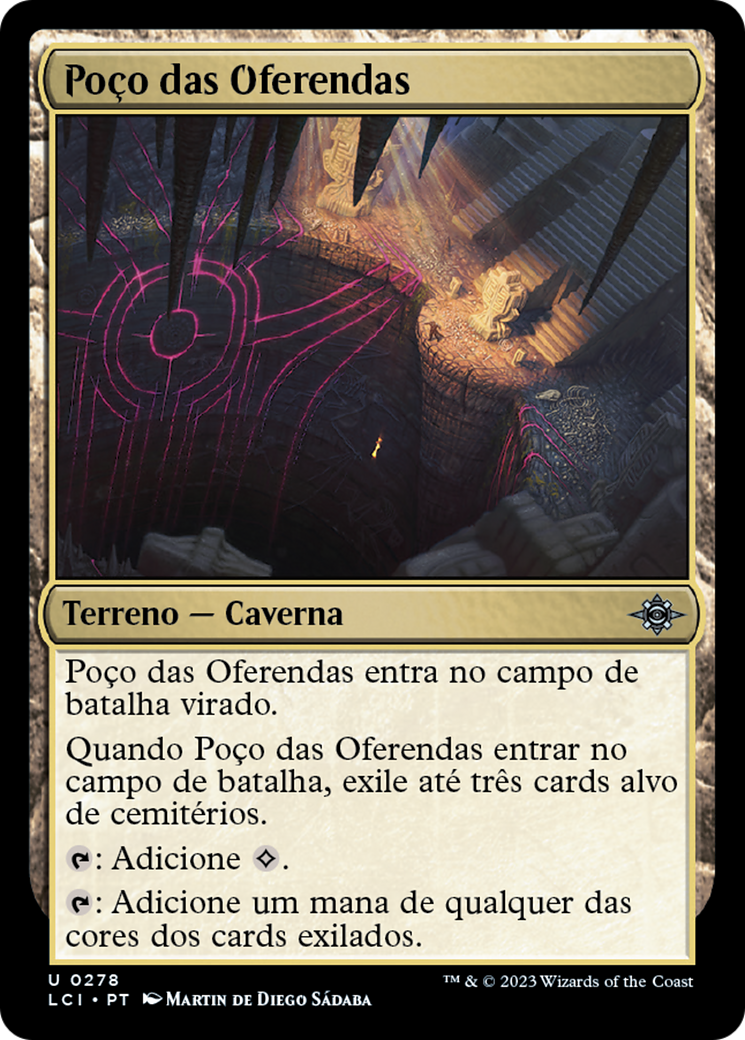 Poço das Oferendas
Terreno — Caverna
Poço das Oferendas entra no campo de
batalha virado.
Quando Poço das Oferendas entrar no
campo de batalha, exile até três cards alvo
de cemitérios.
: Adicione .
: Adicione um mana de qualquer das
cores dos cards exilados.
U 0278
™ & © 2023 Wizards of the Coast
LCI • PT Martin de Diego Sádaba